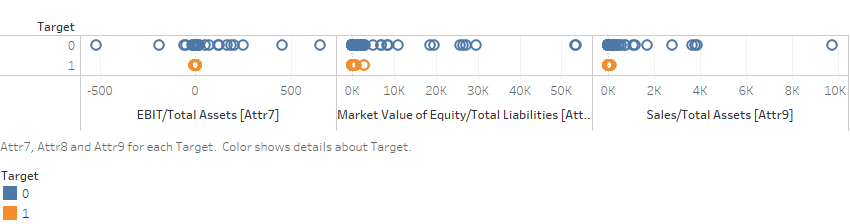 Target
0
1
-500 0 500 0K 10K 20K 30K 40K 50K 0K 2K 4K 6K 8K 10K
EBIT/Total Assets [Attr7] Market Value of Equity/Total Liabilities [Att.. Sales/Total Assets [Attr9]
Attr7, Attr8 and Attr9 for each Target. Color shows details about Target.
Target
0
1